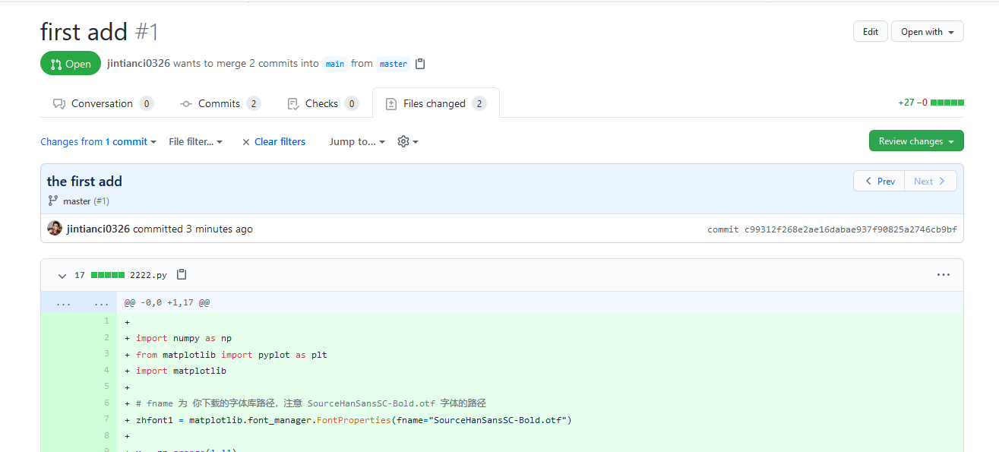 first add #1
Edit
Open with
Open
jintianci0326 wants to merge 2 commits into main from master
Conversation 0
Commits 2
Checks 0
Files changed 2
+27 −0
Changes from 1 commit
File filter...
× Clear filters
Jump to...
Review changes
the first add
Prev
Next
master (#1)
jintianci0326 committed 3 minutes ago
commit c99312f268e2ae16dabae937f90825a2746cb9bf
17 2222.py
... ... @@ -0,0 +1,17 @@
1 +
2 + import numpy as np
3 + from matplotlib import pyplot as plt
4 + import matplotlib
5 +
6 + # fname 为 你下载的字体库路径，注意 SourceHanSansSC-Bold.otf 字体的路径
7 + zhfont1 = matplotlib.font_manager.FontProperties(fname="SourceHanSansSC-Bold.otf")
8 +